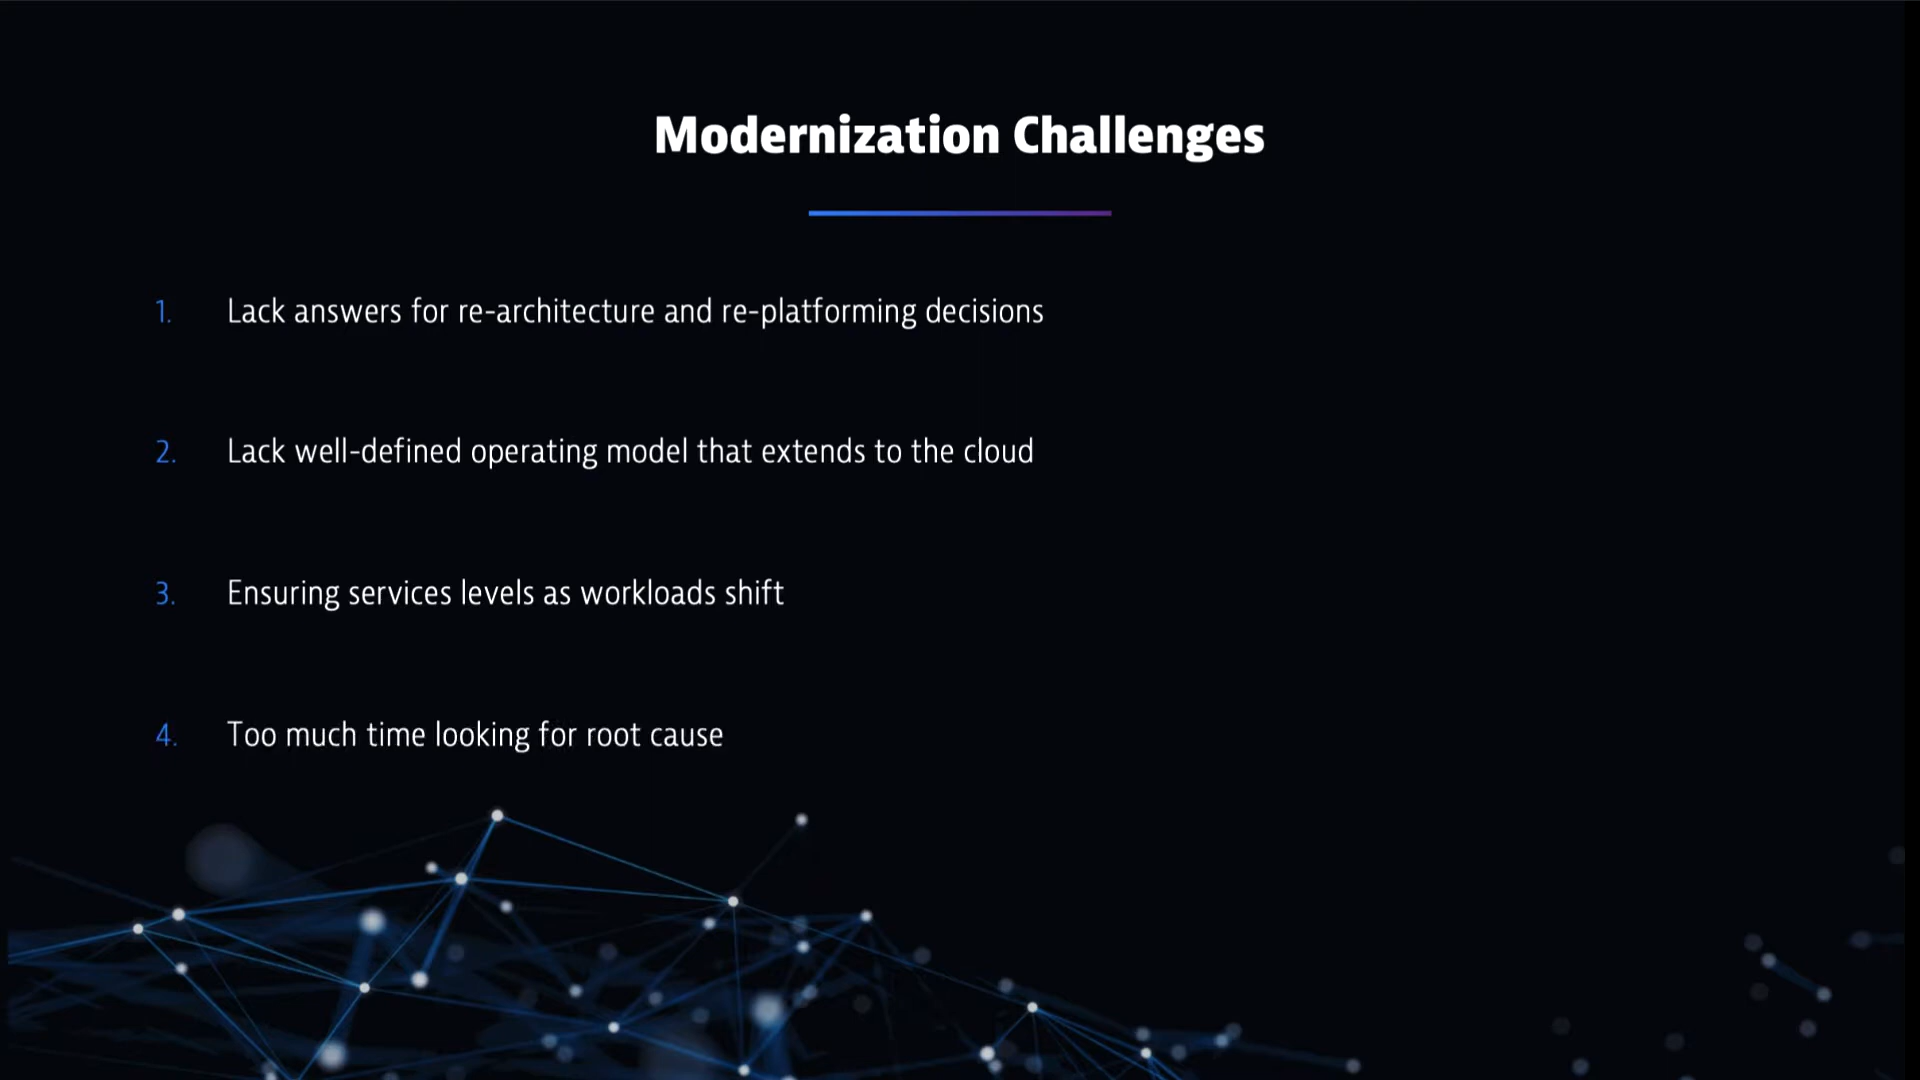 Modernization Challenges
1. Lack answers for re-architecture and re-platforming decisions
2. Lack well-defined operating model that extends to the cloud
3. Ensuring services levels as workloads shift
4. Too much time looking for root cause